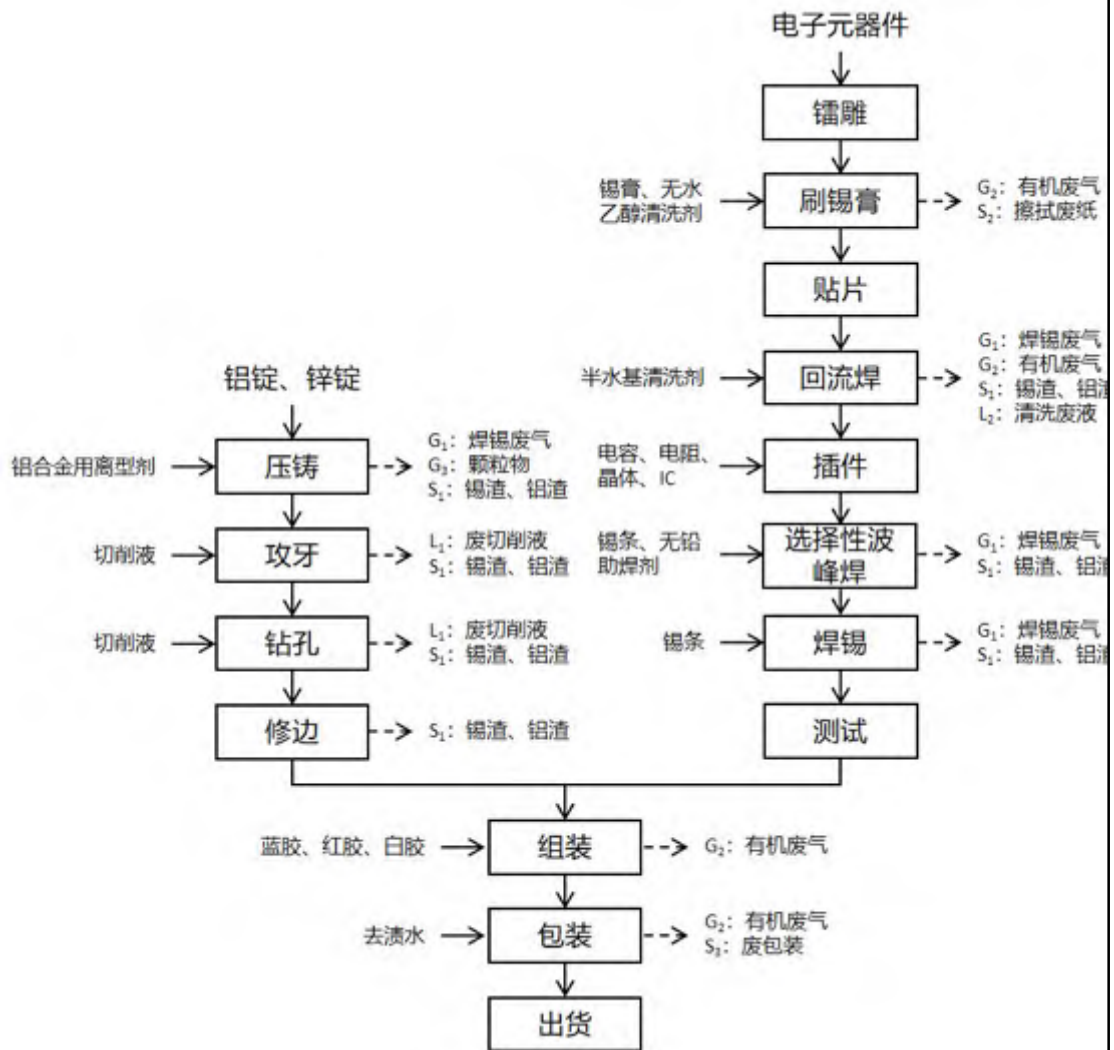 电子元器件
镭雕
锡膏、无水
乙醇清洗剂
刷锡膏
G₂：有机废气
S₂：擦拭废纸
贴片
半水基清洗剂
回流焊
G₁：焊锡废气
G₂：有机废气
S₁：锡渣、铝渣
L₂：清洗废液
电容、电阻、
晶体、IC
插件
锡条、无铅
助焊剂
选择性波
峰焊
G₁：焊锡废气
S₁：锡渣、铝渣
锡条
焊锡
G₁：焊锡废气
S₁：锡渣、铝渣
测试
铝锭、锌锭
铝合金用离型剂
压铸
G₁：焊锡废气
G₃：颗粒物
S₁：锡渣、铝渣
切削液
攻牙
L₁：废切削液
S₁：锡渣、铝渣
切削液
钻孔
L₁：废切削液
S₁：锡渣、铝渣
修边
S₁：锡渣、铝渣
蓝胶、红胶、白胶
组装
G₂：有机废气
去渍水
包装
G₂：有机废气
S₃：废包装
出货